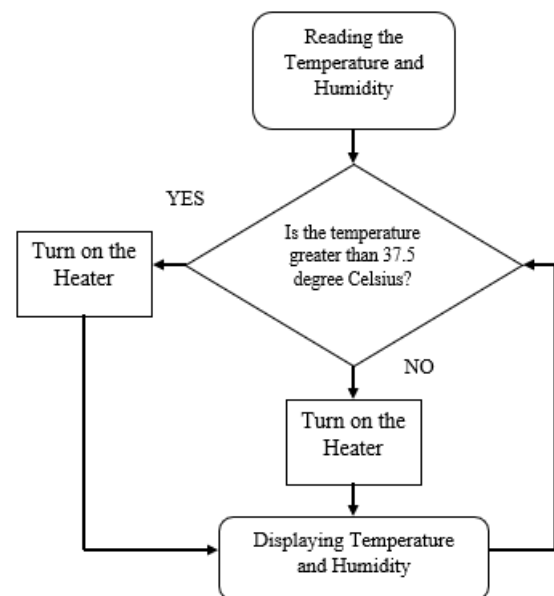 Reading the
Temperature and
Humidity
YES
Is the temperature
greater than 37.5
degree Celsius?
Turn on the
Heater
NO
Turn on the
Heater
Displaying Temperature
and Humidity